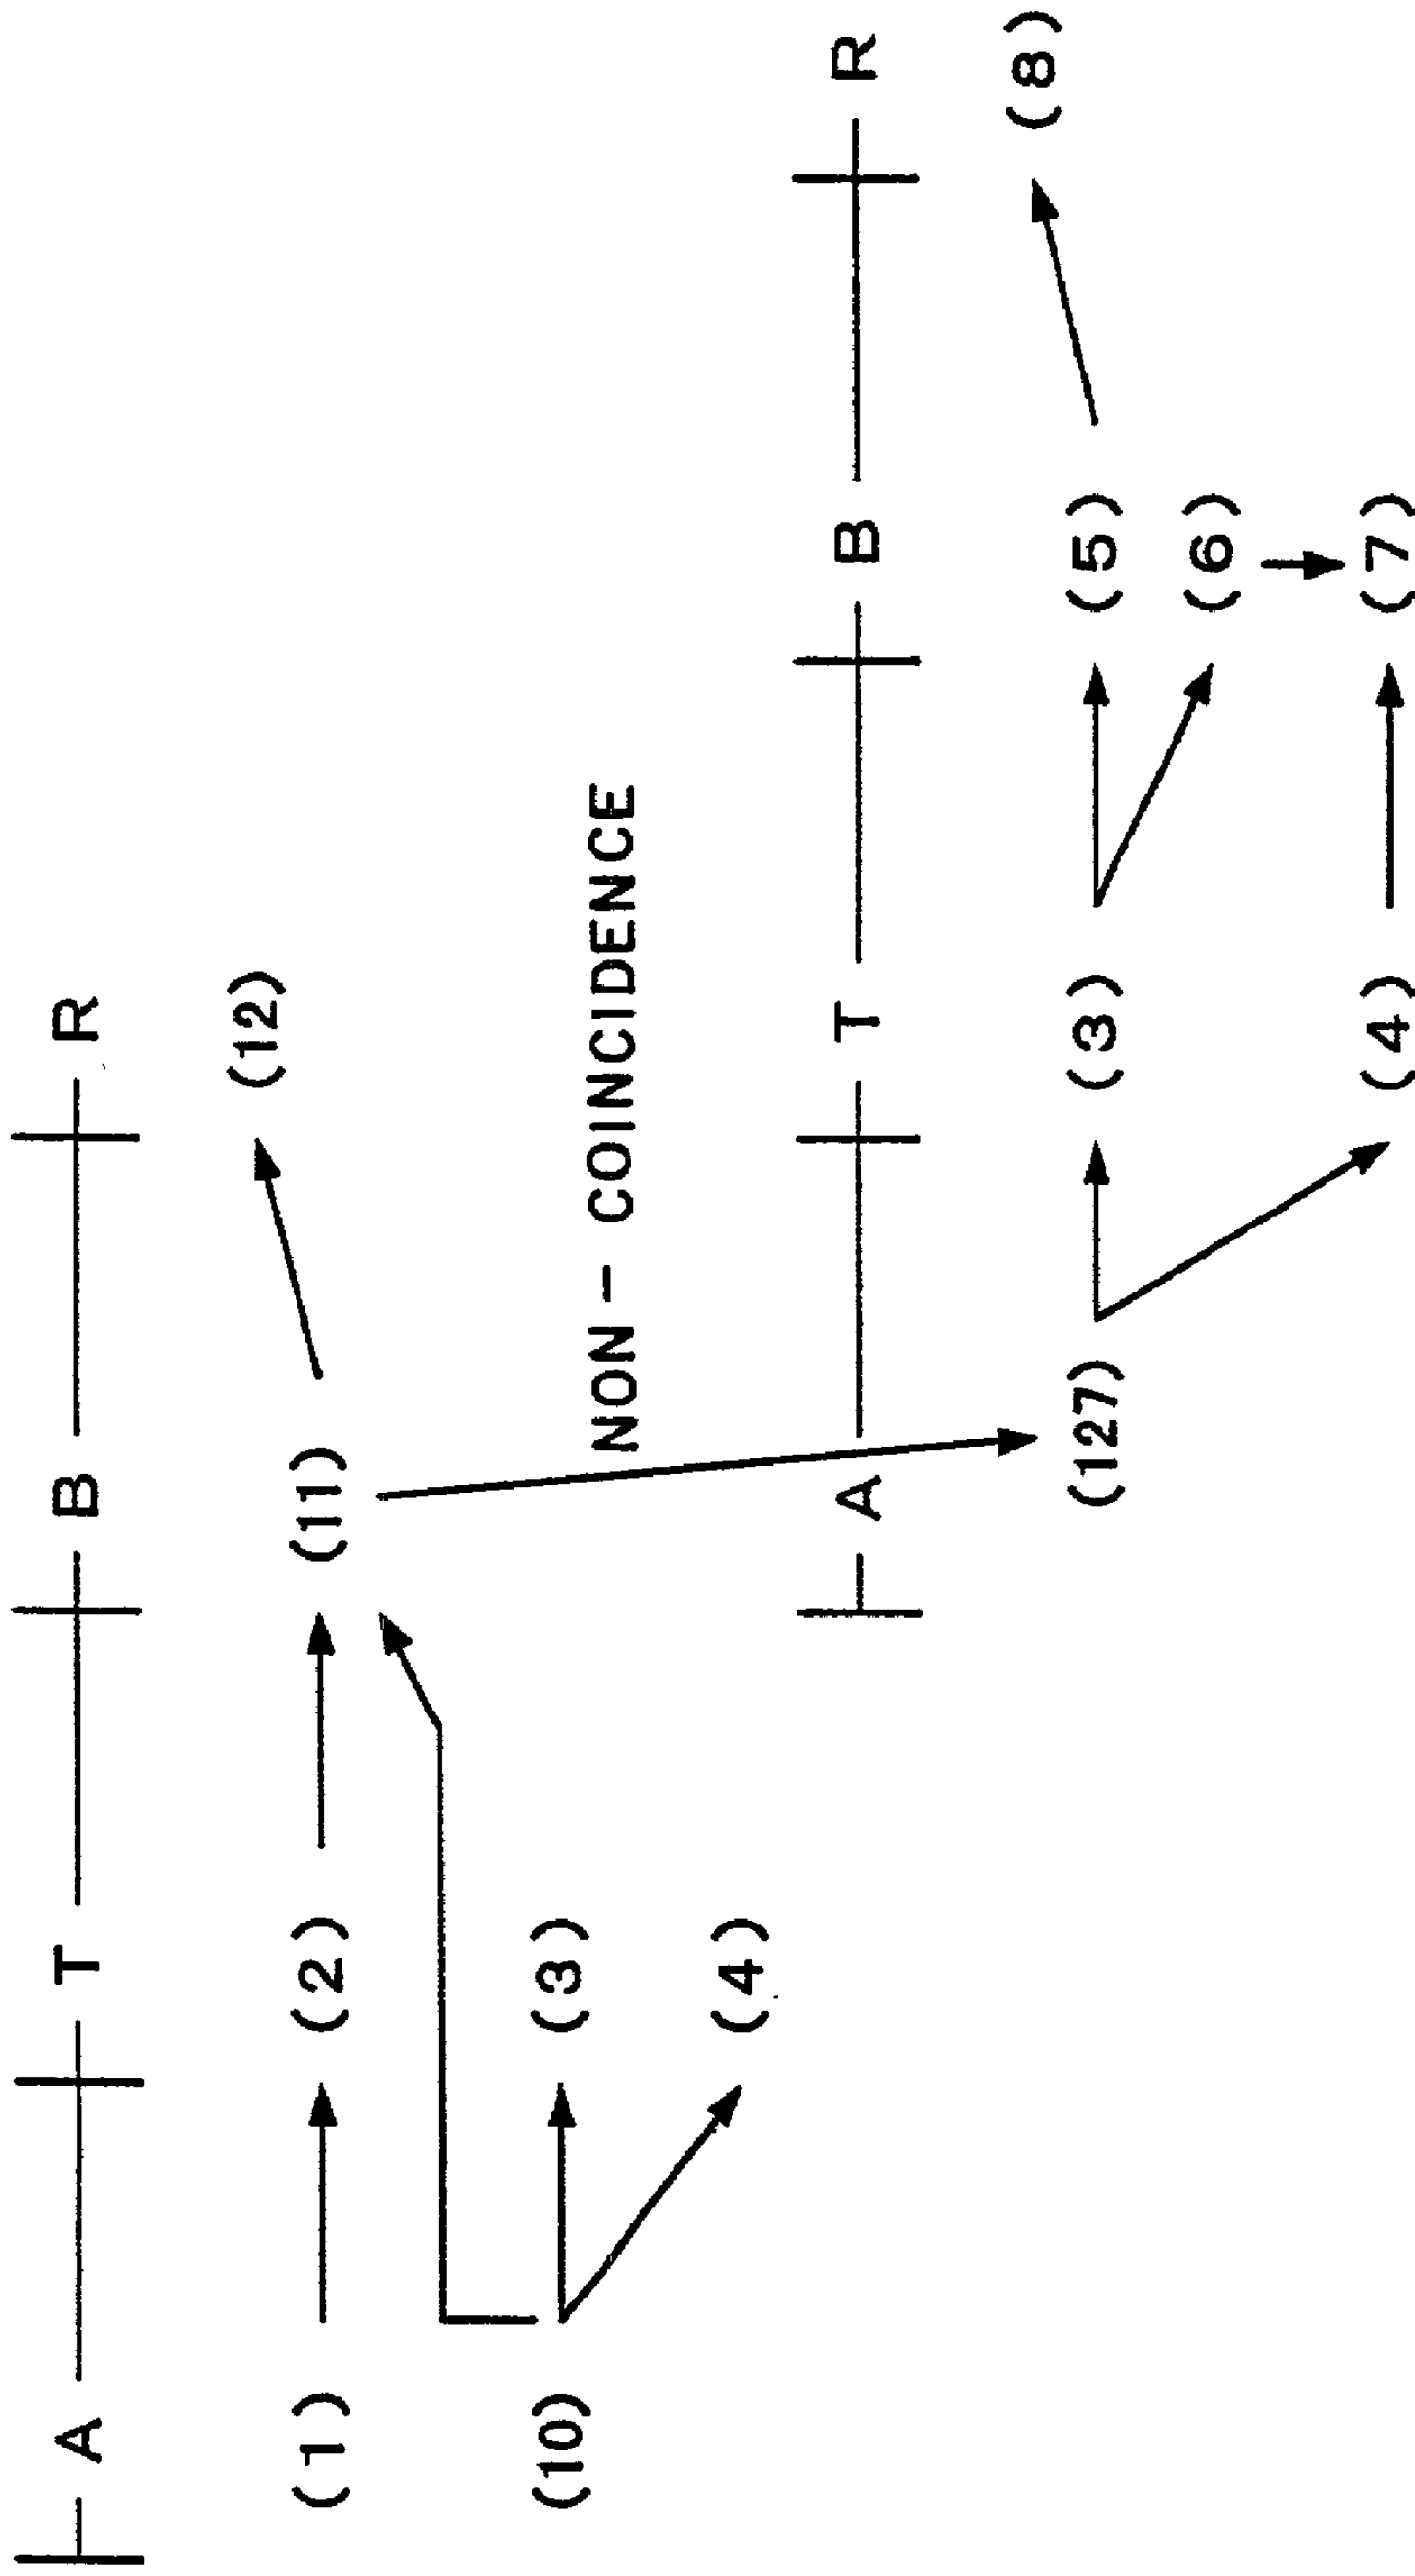 A T B R
(12)
(1) (2) (11)
(10) (3)
(4)
NON - COINCIDENCE
A T B R
(8)
(127) (3) (5)
(6)
(4) (7)